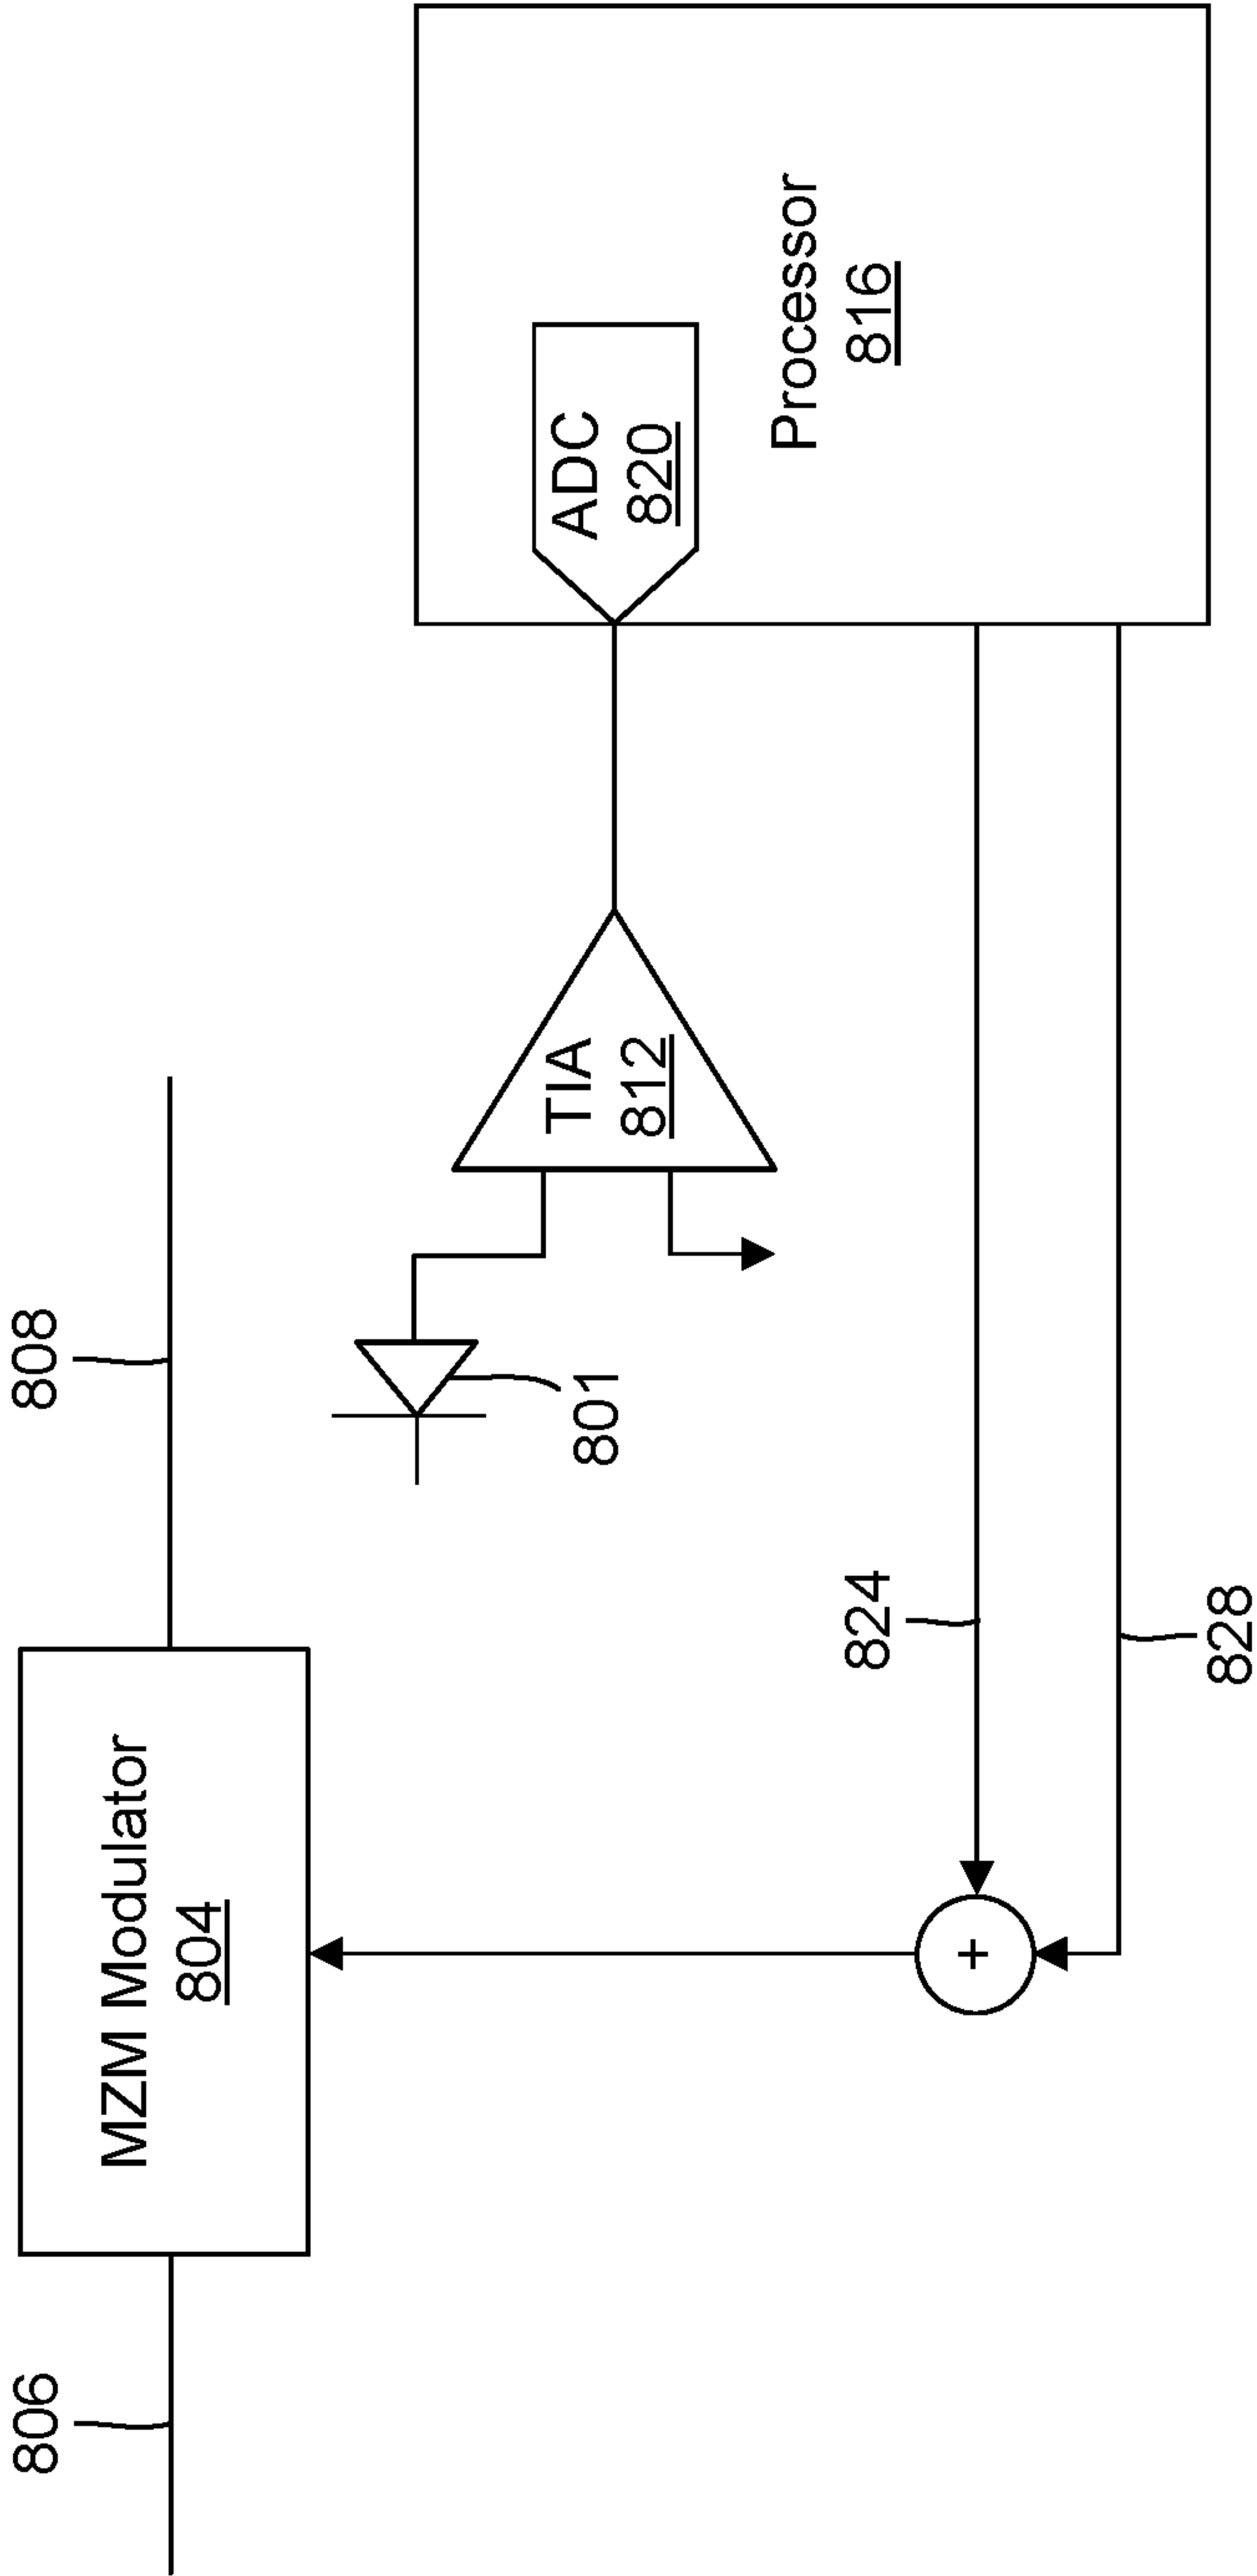 806
808
MZM Modulator
804
801
TIA
812
ADC
820
Processor
816
824
828
+